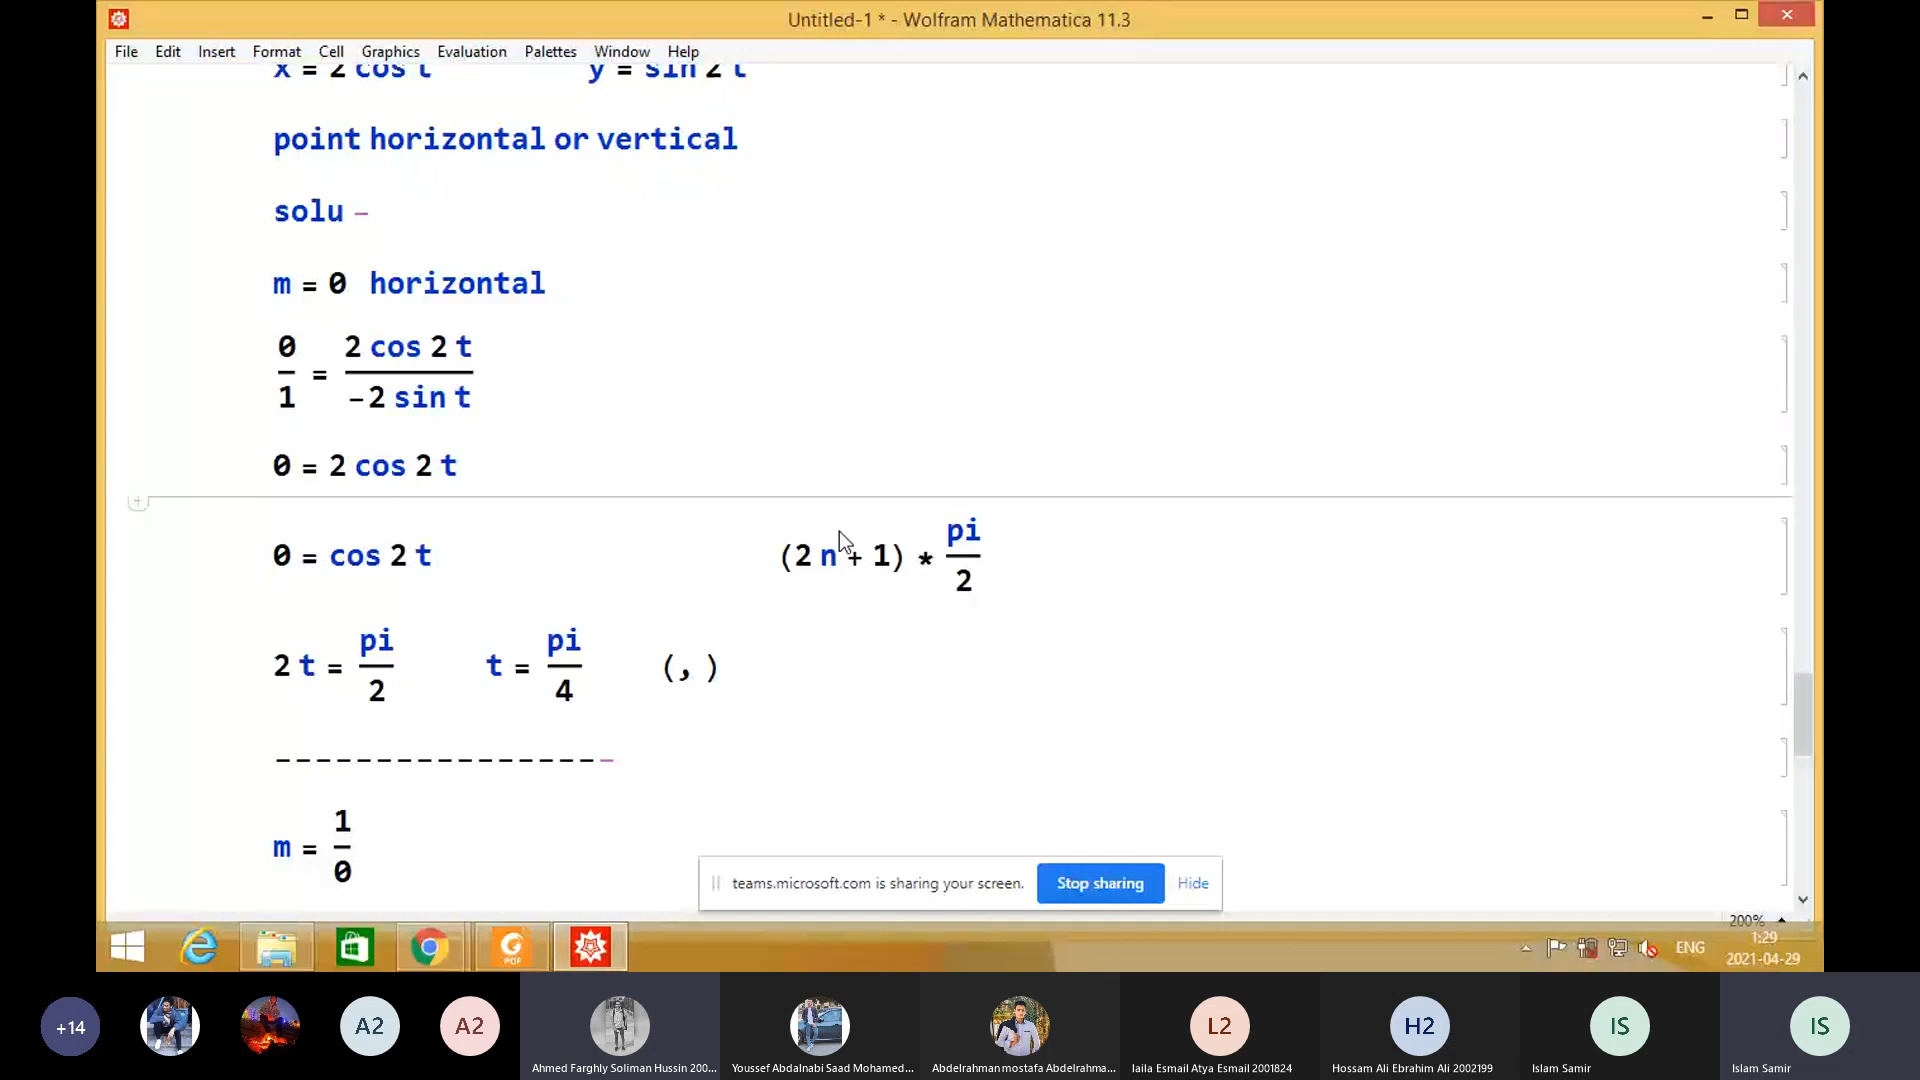 Untitled-1 * - Wolfram Mathematica 11.3
File Edit Insert Format Cell Graphics Evaluation Palettes Window Help
x = 2 cos t y = sin 2 t
point horizontal or vertical
solu -
m = 0 horizontal
0/1 = 2 cos 2 t/-2 sin t
0 = 2 cos 2 t
0 = cos 2 t (2 n + 1) * pi/2
2 t = pi/2 t = pi/4 (, )
-----------------
m = 1/0
teams.microsoft.com is sharing your screen. Stop sharing Hide
200%
PDF
ENG
1:29
2021-04-29
+14 A2 A2 L2 H2 IS IS
Ahmed Farghly Soliman Hussin 200... Youssef Abdalnabi Saad Mohamed... Abdelrahman mostafa Abdelrahma... laila Esmail Atya Esmail 2001824 Hossam Ali Ebrahim Ali 2002199 Islam Samir Islam Samir